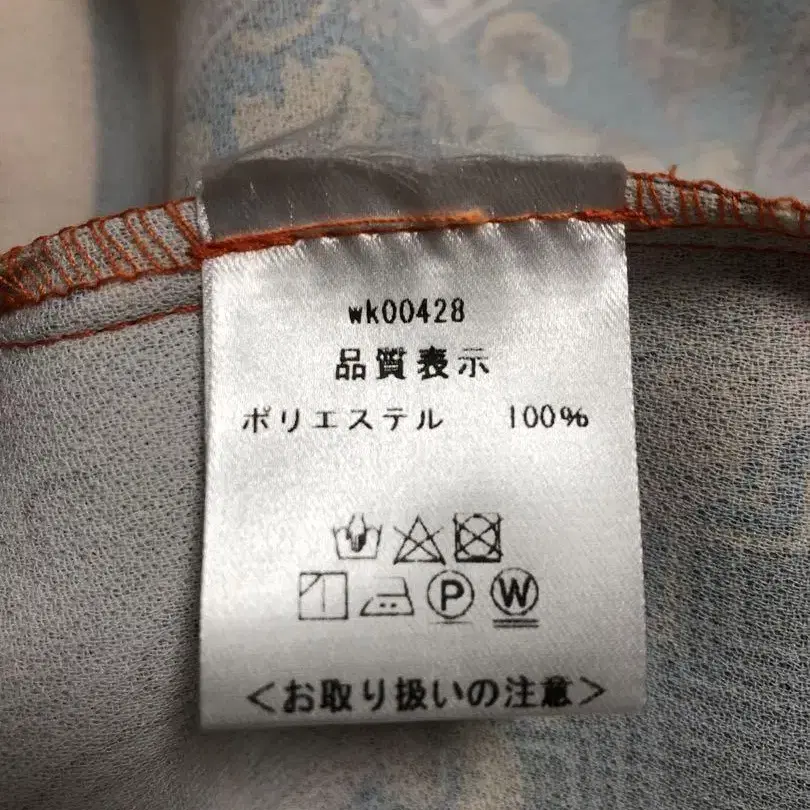 wk00428
品質表示
ポリエステル 100%
P W
＜お取り扱いの注意＞